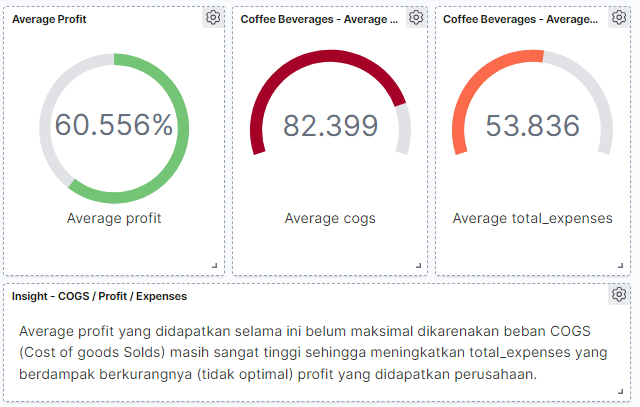 Average Profit
Coffee Beverages - Average ...
Coffee Beverages - Average...
60.556%
82.399
53.836
Average profit
Average cogs
Average total_expenses
Insight - COGS / Profit / Expenses
Average profit yang didapatkan selama ini belum maksimal dikarenakan beban COGS
(Cost of goods Solds) masih sangat tinggi sehingga meningkatkan total_expenses yang
berdampak berkurangnya (tidak optimal) profit yang didapatkan perusahaan.